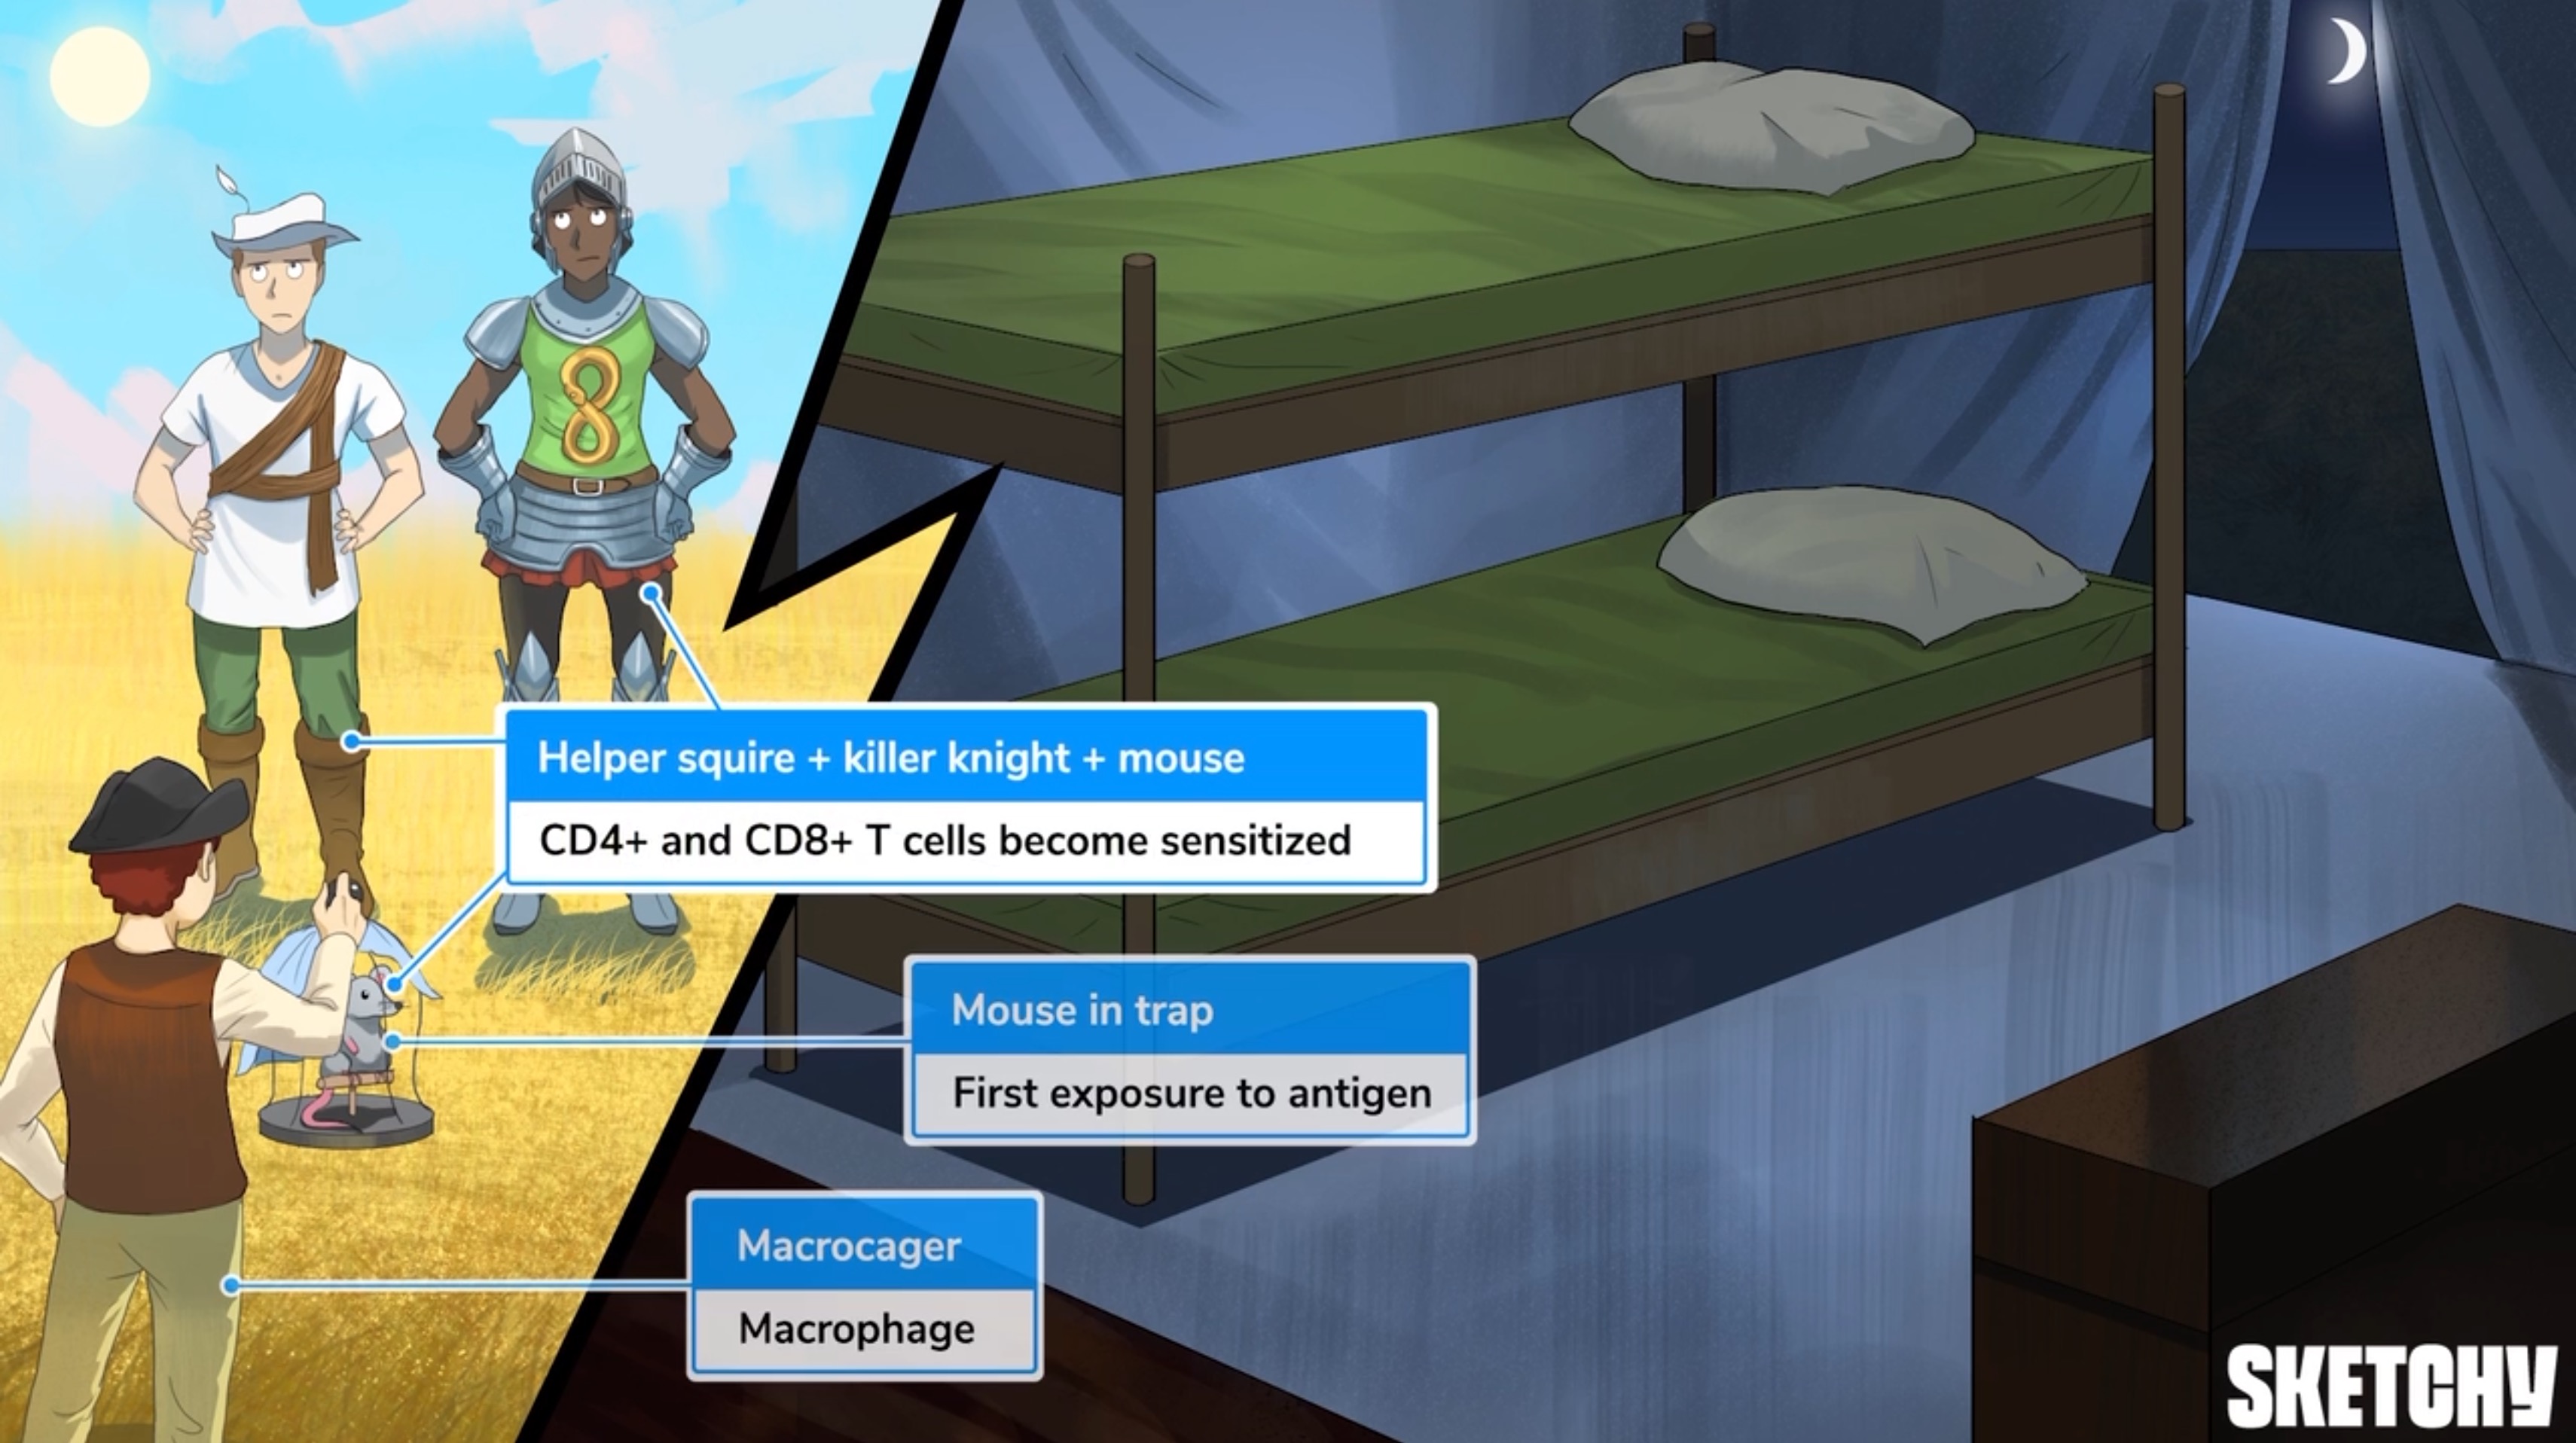 8
Helper squire + killer knight + mouse
CD4+ and CD8+ T cells become sensitized
Mouse in trap
First exposure to antigen
Macrocager
Macrophage
SKETCHY